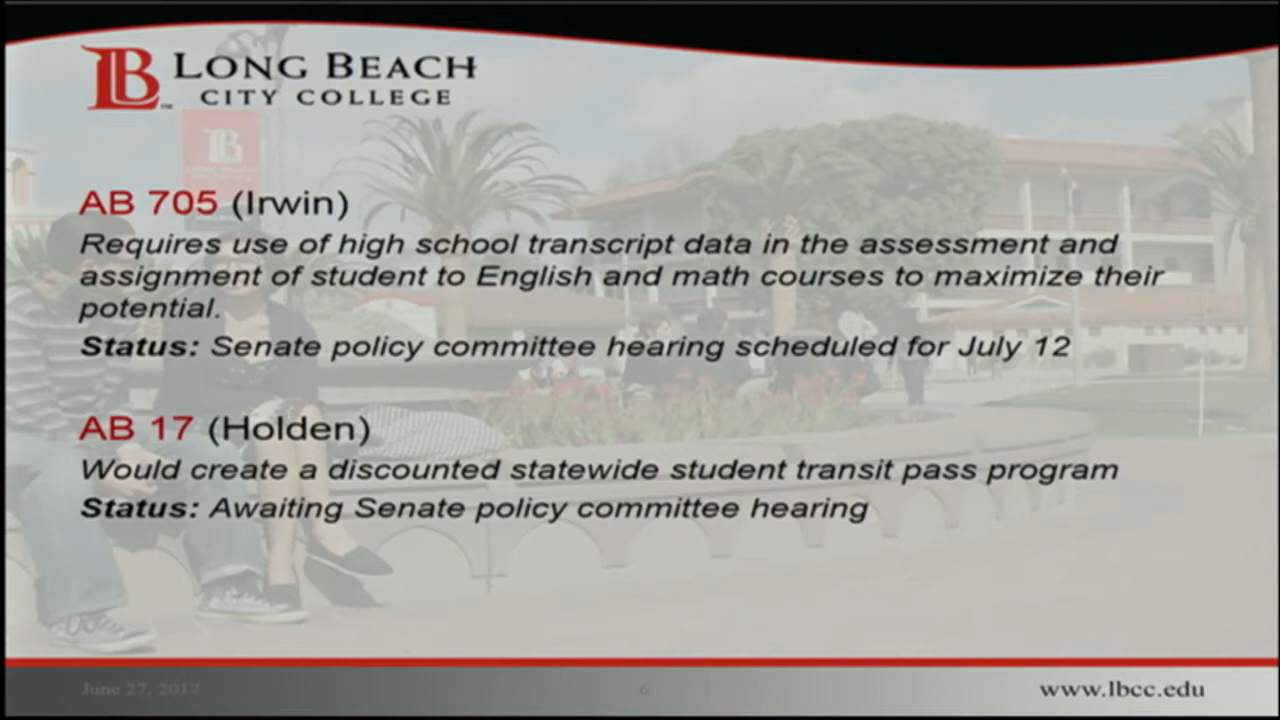 LONG BEACH
CITY COLLEGE
AB 705 (Irwin)
Requires use of high school transcript data in the assessment and
assignment of student to English and math courses to maximize their
potential.
Status: Senate policy committee hearing scheduled for July 12
AB 17 (Holden)
Would create a discounted statewide student transit pass program
Status: Awaiting Senate policy committee hearing
June 27, 2017
6
www.lbcc.edu